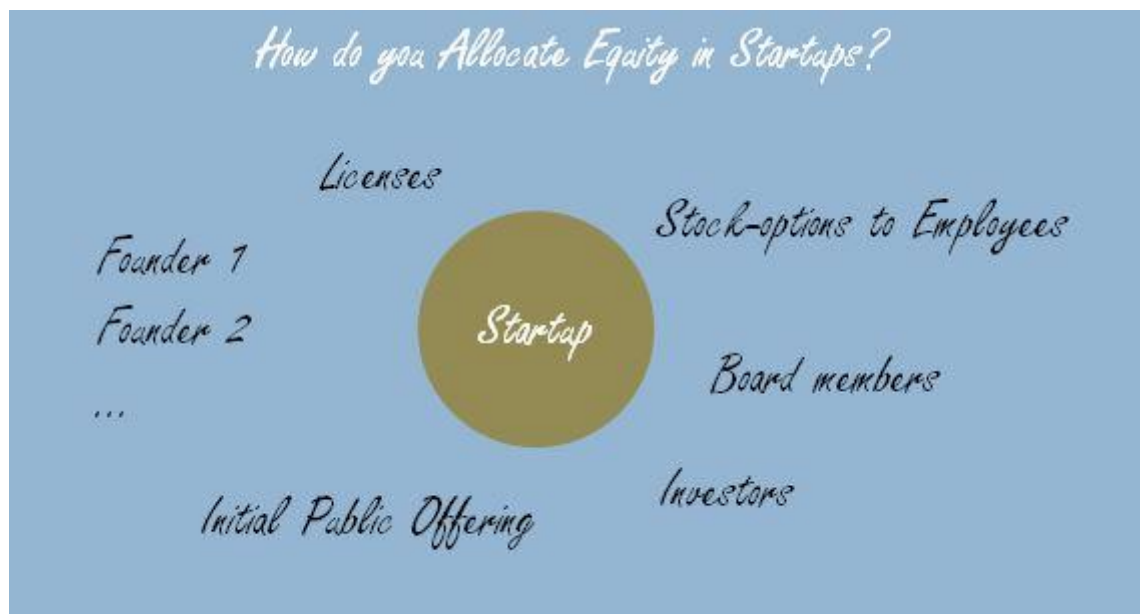 How do you Allocate Equity in Startups?
Licenses
Stock-options to Employees
Founder 1
Founder 2
...
Startup
Board members
Investors
Initial Public Offering